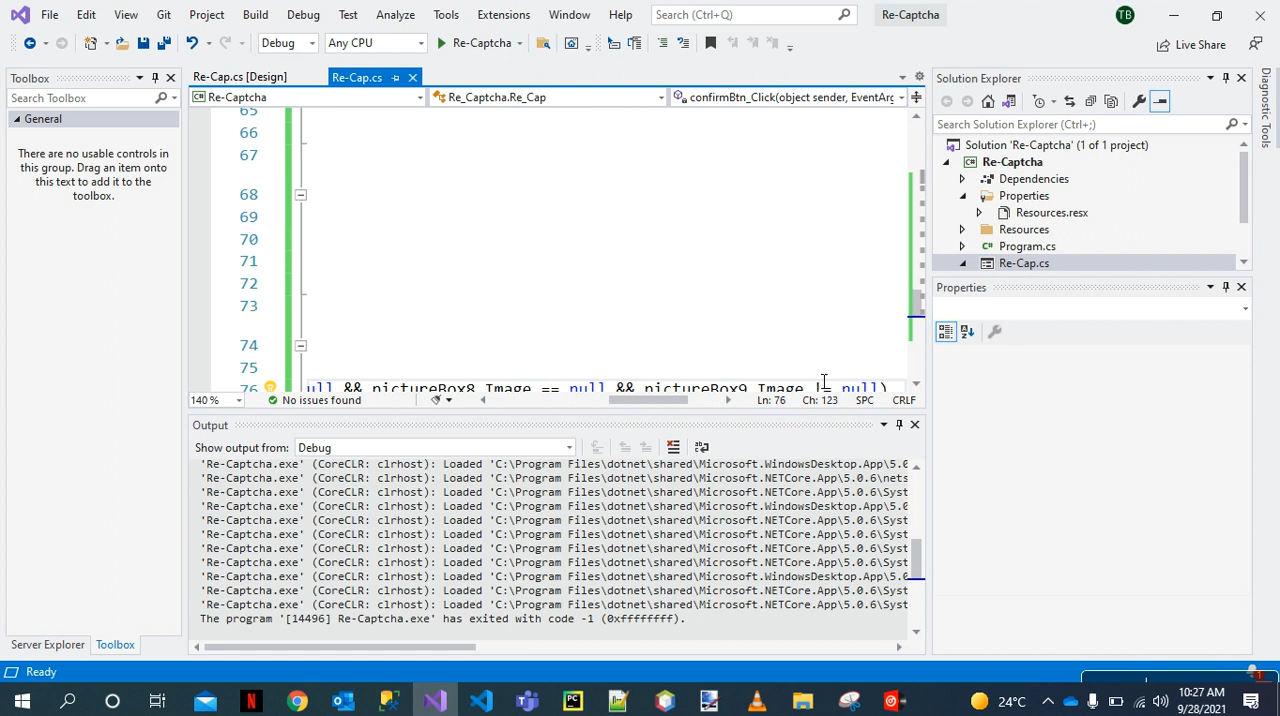 File Edit View Git Project Build Debug Test Analyze Tools Extensions Window Help Search (Ctrl+Q) Re-Captcha TB
Debug Any CPU Re-Captcha Live Share
Toolbox
Search Toolbox
General
There are no usable controls in
this group. Drag an item onto
this text to add it to the
toolbox.
Server Explorer Toolbox
Re-Cap.cs [Design] Re-Cap.cs
Re-Captcha Re_Captcha.Re_Cap confirmBtn_Click(object sender, EventArg
65
66
67
68
69
70
71
72
73
74
75
76 ull && pictureBox8.Image == null && pictureBox9.Image != null)
140 % No issues found Ln: 76 Ch: 123 SPC CRLF
Output
Show output from: Debug
'Re-Captcha.exe' (CoreCLR: clrhost): Loaded 'C:\Program Files\dotnet\shared\Microsoft.WindowsDesktop.App\5.0
'Re-Captcha.exe' (CoreCLR: clrhost): Loaded 'C:\Program Files\dotnet\shared\Microsoft.NETCore.App\5.0.6\nets
'Re-Captcha.exe' (CoreCLR: clrhost): Loaded 'C:\Program Files\dotnet\shared\Microsoft.NETCore.App\5.0.6\Syst
'Re-Captcha.exe' (CoreCLR: clrhost): Loaded 'C:\Program Files\dotnet\shared\Microsoft.WindowsDesktop.App\5.0
'Re-Captcha.exe' (CoreCLR: clrhost): Loaded 'C:\Program Files\dotnet\shared\Microsoft.NETCore.App\5.0.6\Syst
'Re-Captcha.exe' (CoreCLR: clrhost): Loaded 'C:\Program Files\dotnet\shared\Microsoft.NETCore.App\5.0.6\Syst
'Re-Captcha.exe' (CoreCLR: clrhost): Loaded 'C:\Program Files\dotnet\shared\Microsoft.NETCore.App\5.0.6\Syst
'Re-Captcha.exe' (CoreCLR: clrhost): Loaded 'C:\Program Files\dotnet\shared\Microsoft.NETCore.App\5.0.6\Syst
'Re-Captcha.exe' (CoreCLR: clrhost): Loaded 'C:\Program Files\dotnet\shared\Microsoft.WindowsDesktop.App\5.0
'Re-Captcha.exe' (CoreCLR: clrhost): Loaded 'C:\Program Files\dotnet\shared\Microsoft.NETCore.App\5.0.6\Syst
'Re-Captcha.exe' (CoreCLR: clrhost): Loaded 'C:\Program Files\dotnet\shared\Microsoft.NETCore.App\5.0.6\Syst
The program '[14496] Re-Captcha.exe' has exited with code -1 (0xffffffff).
Solution Explorer
Search Solution Explorer (Ctrl+;)
Solution 'Re-Captcha' (1 of 1 project)
Re-Captcha
Dependencies
Properties
Resources.resx
Resources
Program.cs
Re-Cap.cs
Properties
Diagnostic Tools
Ready 1
24°C 10:27 AM
9/28/2021